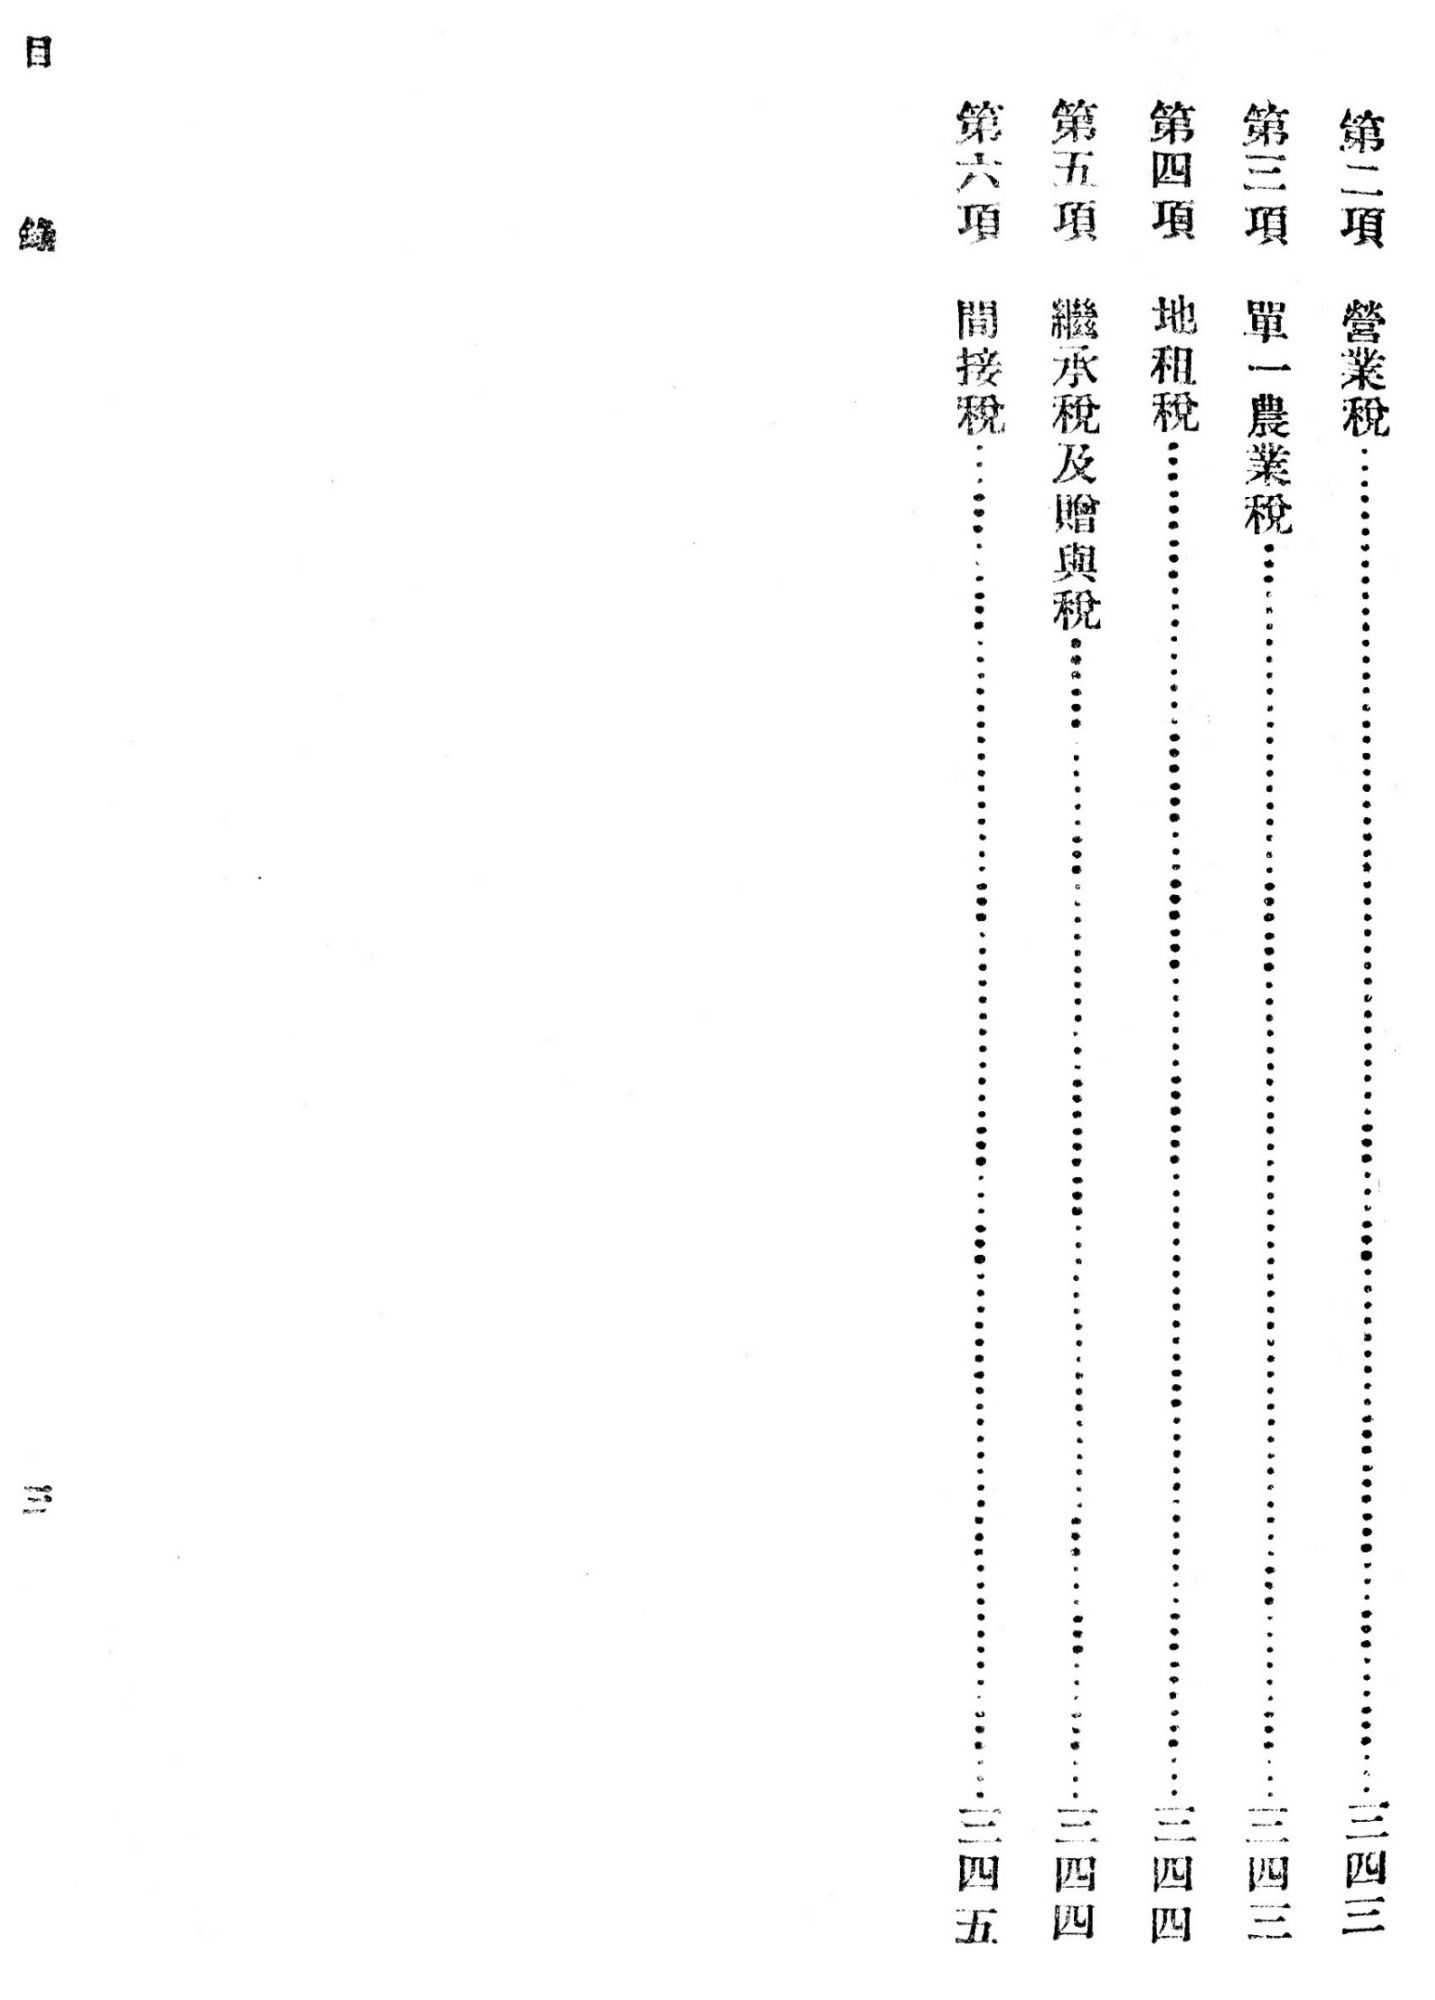 第二項　營業稅……三四三
第三項　單一農業稅……三四三
第四項　地租稅……三四四
第五項　繼承稅及贈與稅……三四四
第六項　間接稅……三四五
目錄